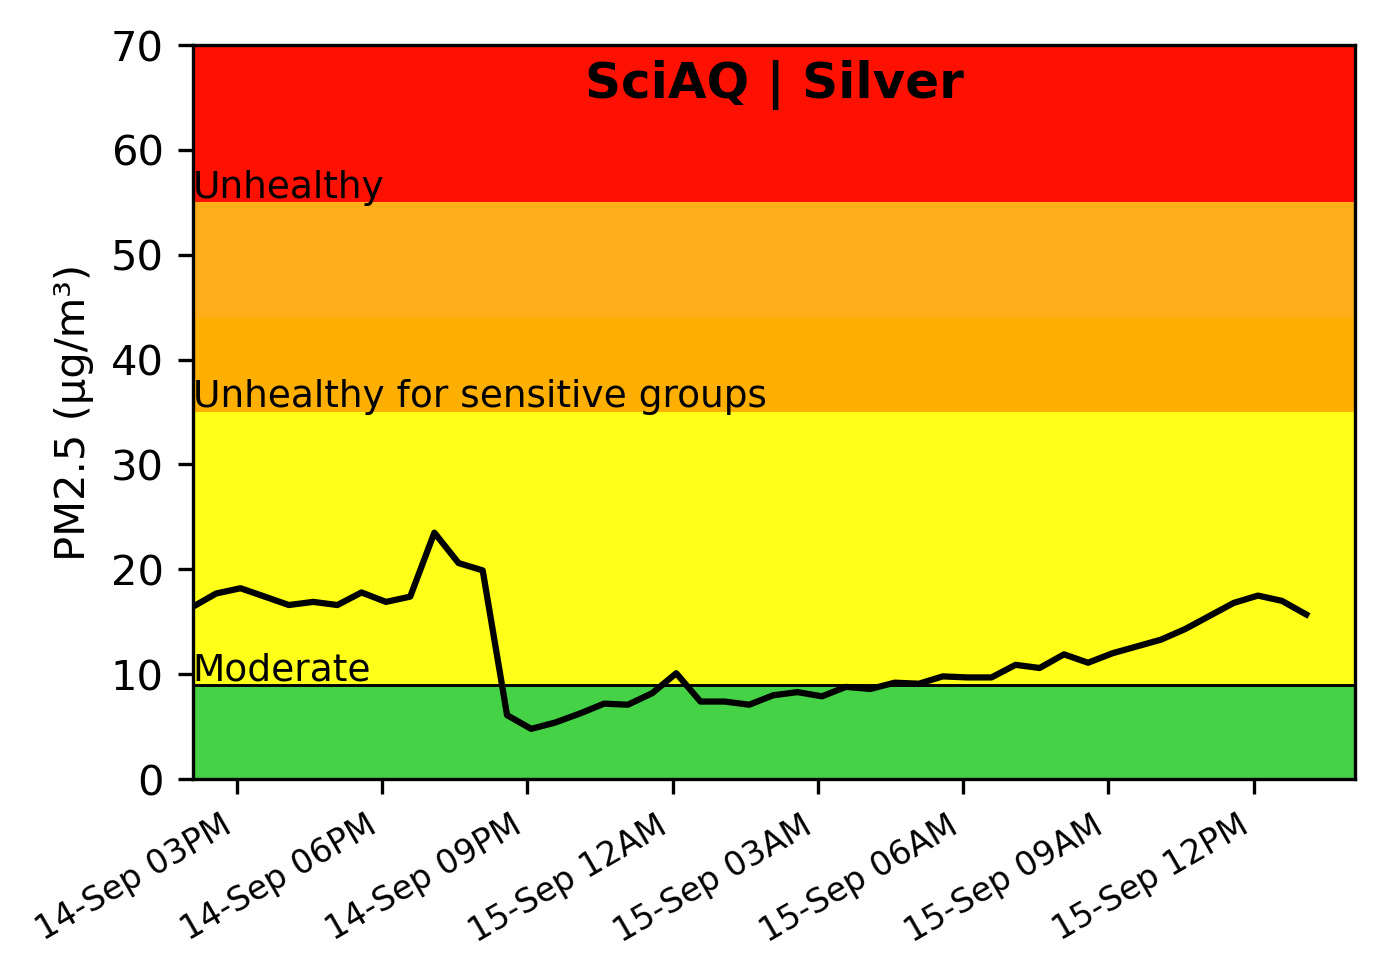 SciAQ | Silver
70
60
50
40
30
20
10
0
PM2.5 (µg/m³)
Unhealthy
Unhealthy for sensitive groups
Moderate
14-Sep 03PM
14-Sep 06PM
14-Sep 09PM
15-Sep 12AM
15-Sep 03AM
15-Sep 06AM
15-Sep 09AM
15-Sep 12PM